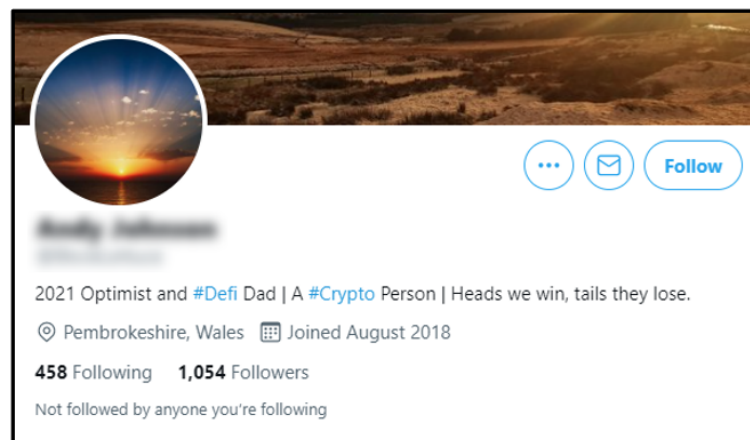 Follow
2021 Optimist and #Defi Dad | A #Crypto Person | Heads we win, tails they lose.
Pembrokeshire, Wales Joined August 2018
458 Following 1,054 Followers
Not followed by anyone you're following